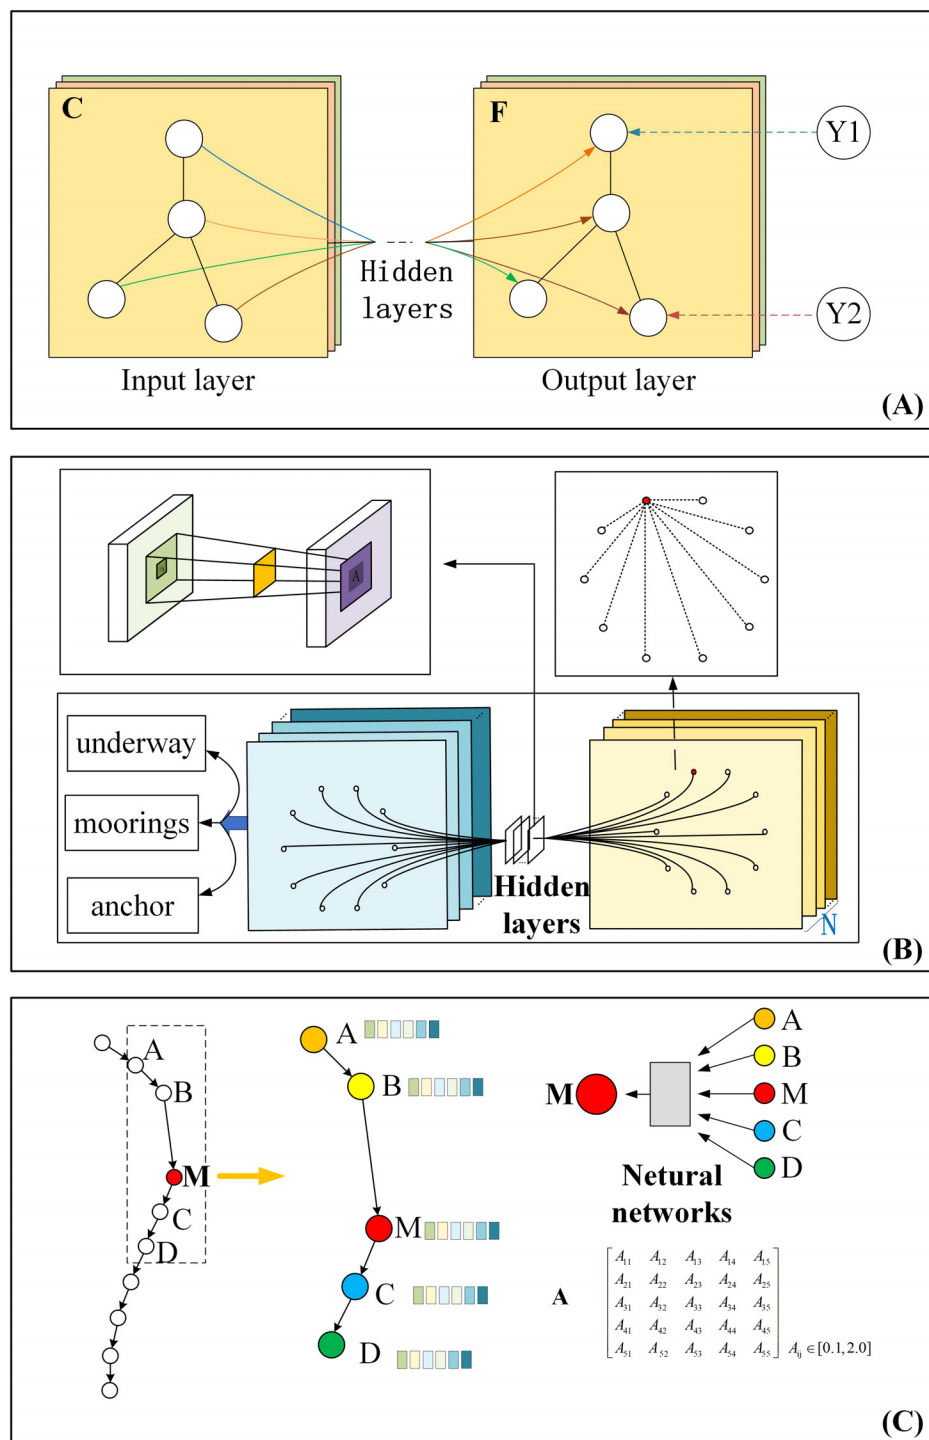 C
F
Y1
Hidden
layers
Y2
Input layer
Output layer
(A)
A
underway
moorings
anchor
Hidden
layers
N
(B)
A
B
M
C
D
A
B
M
C
D
A
B
M
M
C
D
Netural
networks
A
A11 A12 A13 A14 A15
A21 A22 A23 A24 A25
A31 A32 A33 A34 A35
A41 A42 A43 A44 A45
A51 A52 A53 A54 A55
Aij ∈[0.1,2.0]
(C)